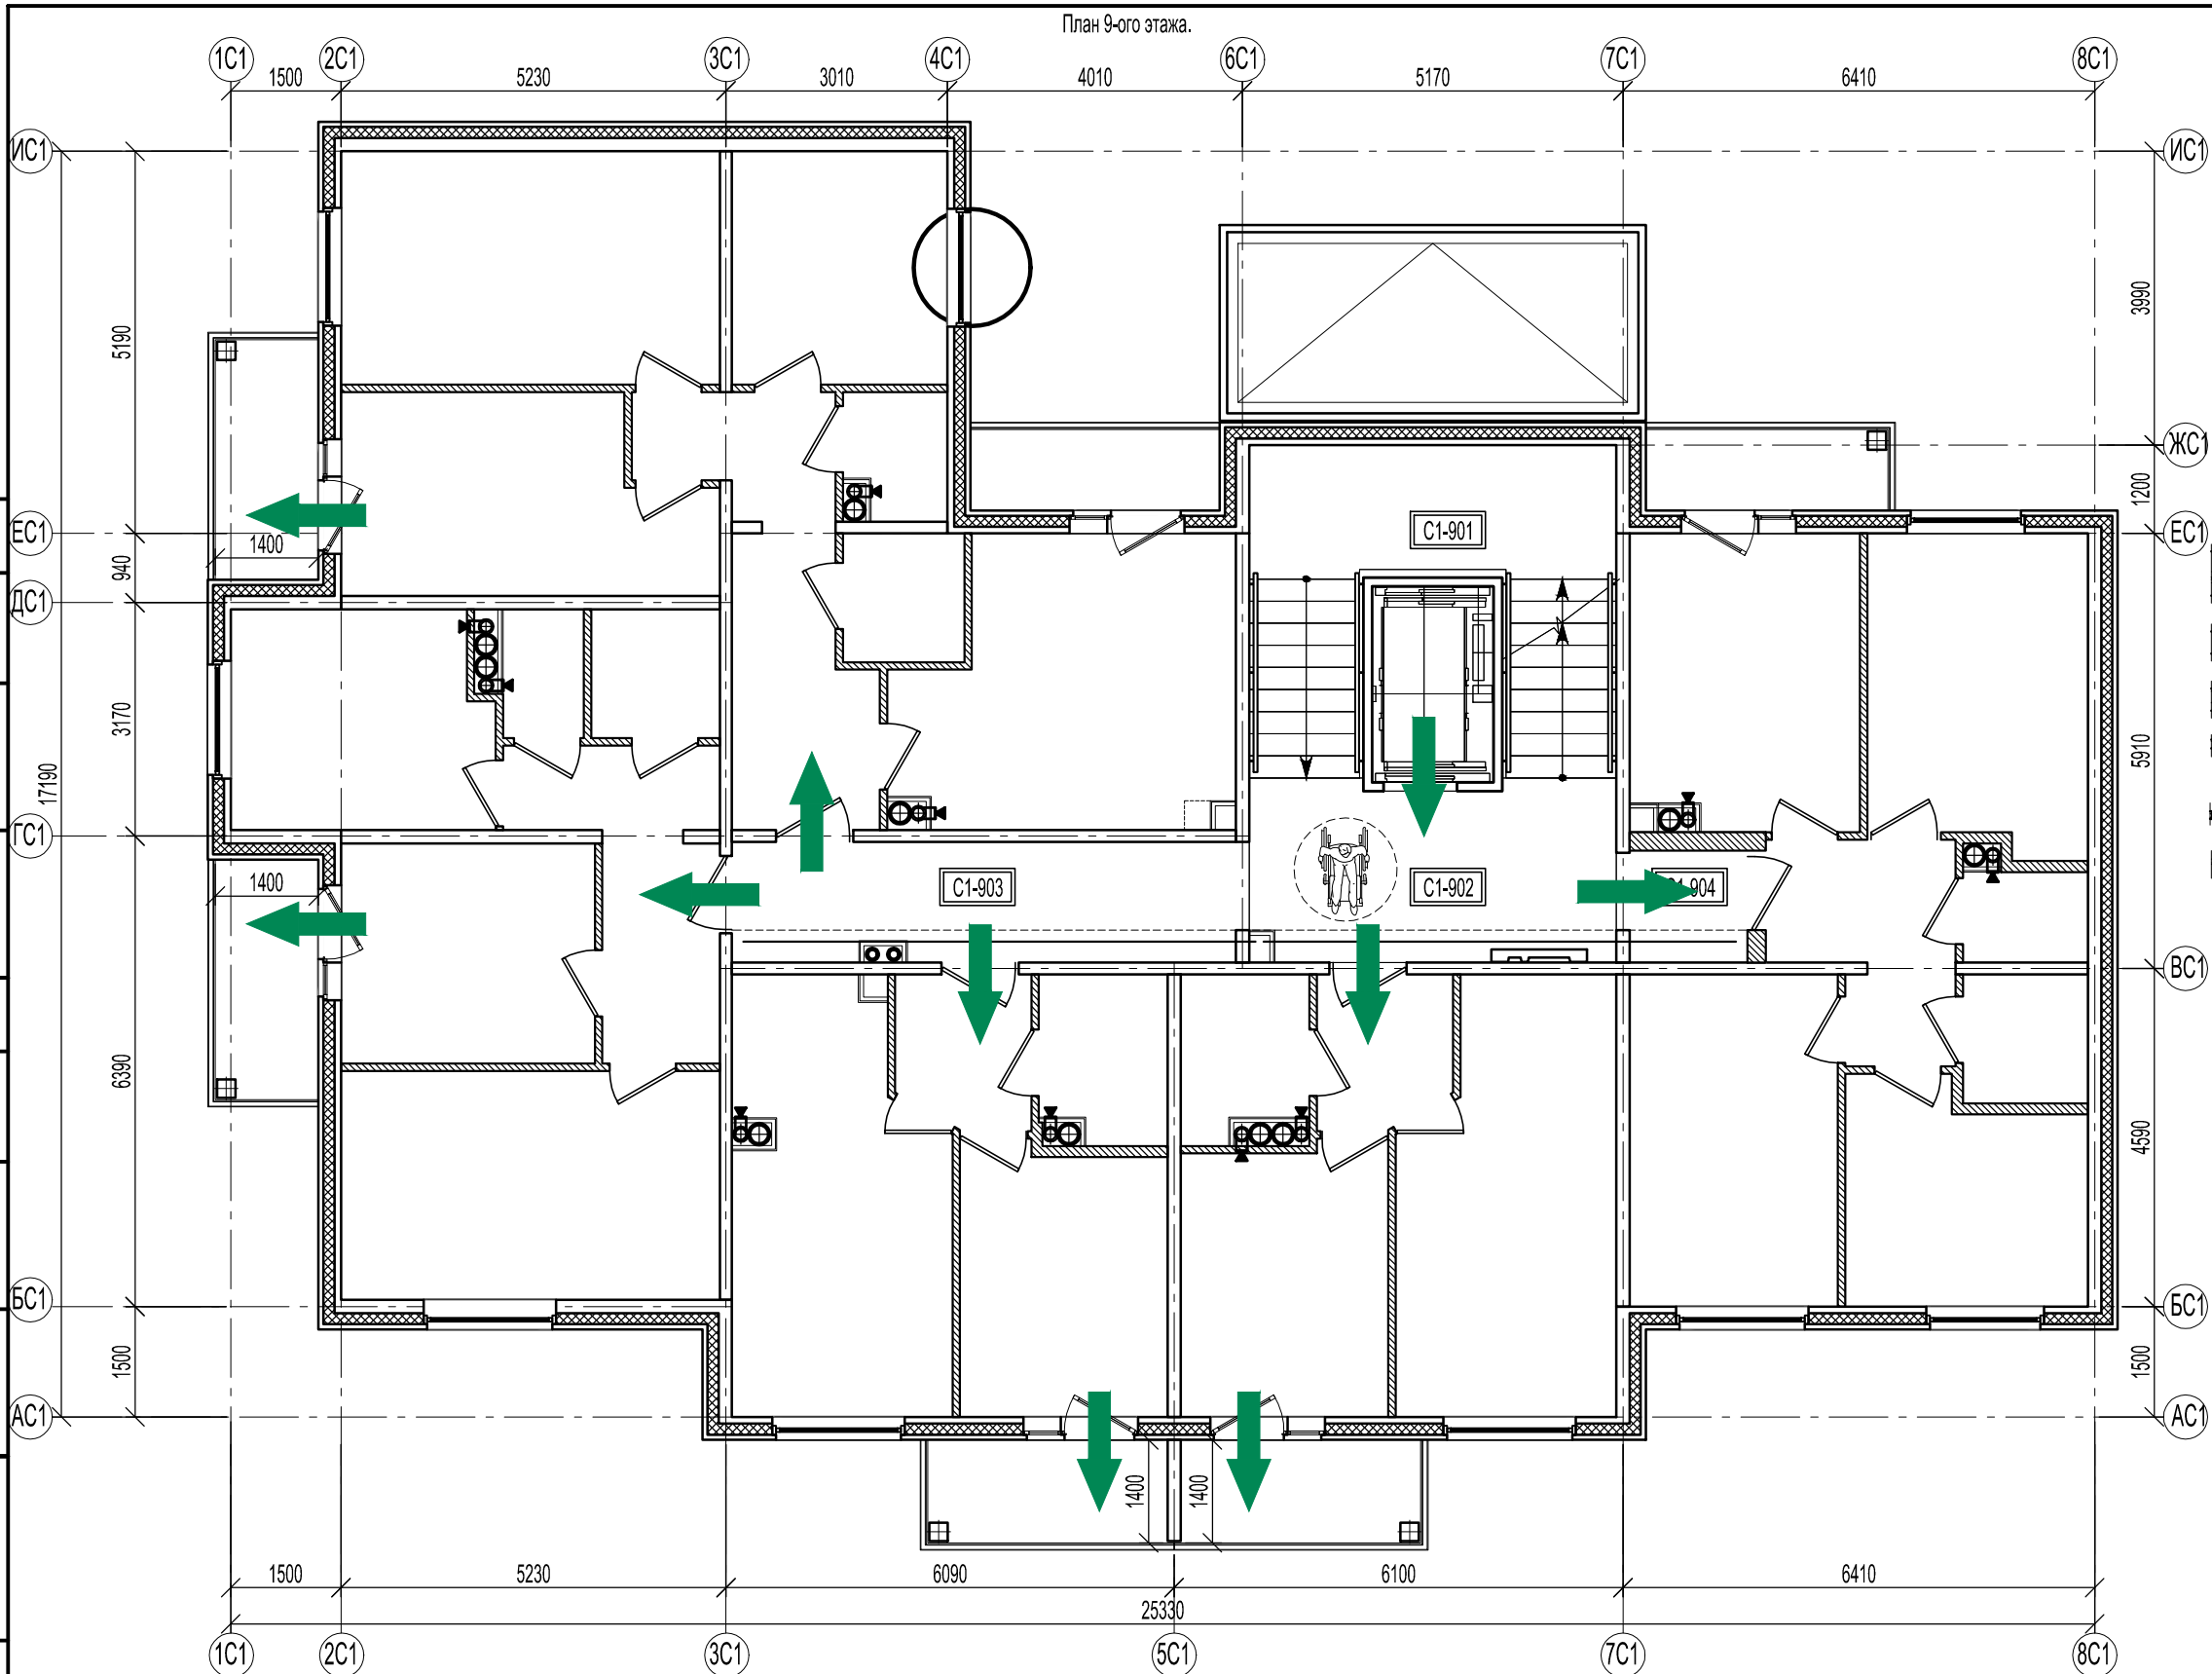 План 9-ого этажа.
1С1 2С1 3С1 4С1 6С1 7С1 8С1
1500 5230 3010 4010 5170 6410
ИС1 ИС1
3990
5190
ЖС1
1200
С1-901
ЕС1 ЕС1
1400
940
ДС1
3170
5910
17190
ГС1
1400 С1-903 С1-902 С1-904
ВС1
6390
4590
БС1 БС1
1500 1500
АС1 АС1
1400 1400
1500 5230 6090 6100 6410
25330
1С1 2С1 3С1 5С1 7С1 8С1